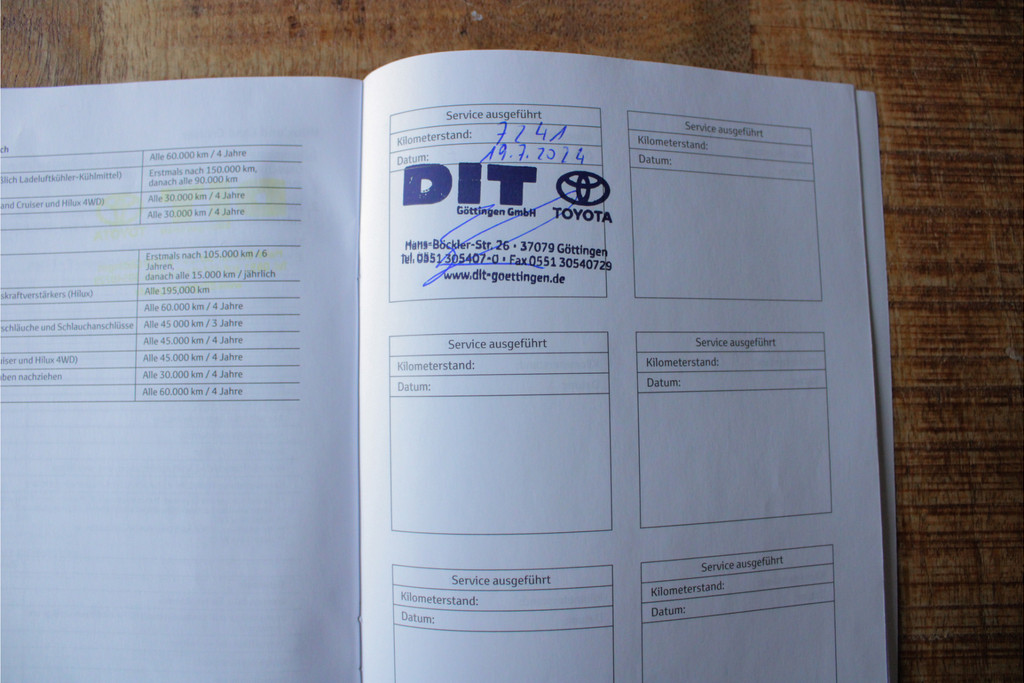 ch
Alle 60.000 km / 4 Jahre
ßlich Ladeluftkühler-Kühlmittel)
Erstmals nach 150.000 km,
danach alle 90.000 km
and Cruiser und Hilux 4WD)
Alle 30.000 km / 4 Jahre
Alle 30.000 km / 4 Jahre
Erstmals nach 105.000 km / 6
Jahren,
danach alle 15.000 km / jährlich
skraftverstärkers (Hilux)
Alle 195.000 km
Alle 60.000 km / 4 Jahre
schläuche und Schlauchanschlüsse
Alle 45 000 km / 3 Jahre
Alle 45.000 km / 4 Jahre
uiser und Hilux 4WD)
Alle 45.000 km / 4 Jahre
ben nachziehen
Alle 30.000 km / 4 Jahre
Alle 60.000 km / 4 Jahre
Service ausgeführt
Kilometerstand: 7241
Datum: 19.7.2024
DIT
Göttingen GmbH
TOYOTA
Hans-Böckler-Str. 26 • 37079 Göttingen
Tel. 0551 305407-0 • Fax 0551 30540729
www.dit-goettingen.de
Service ausgeführt
Kilometerstand:
Datum:
Service ausgeführt
Kilometerstand:
Datum:
Service ausgeführt
Kilometerstand:
Datum:
Service ausgeführt
Kilometerstand:
Datum:
Service ausgeführt
Kilometerstand:
Datum: